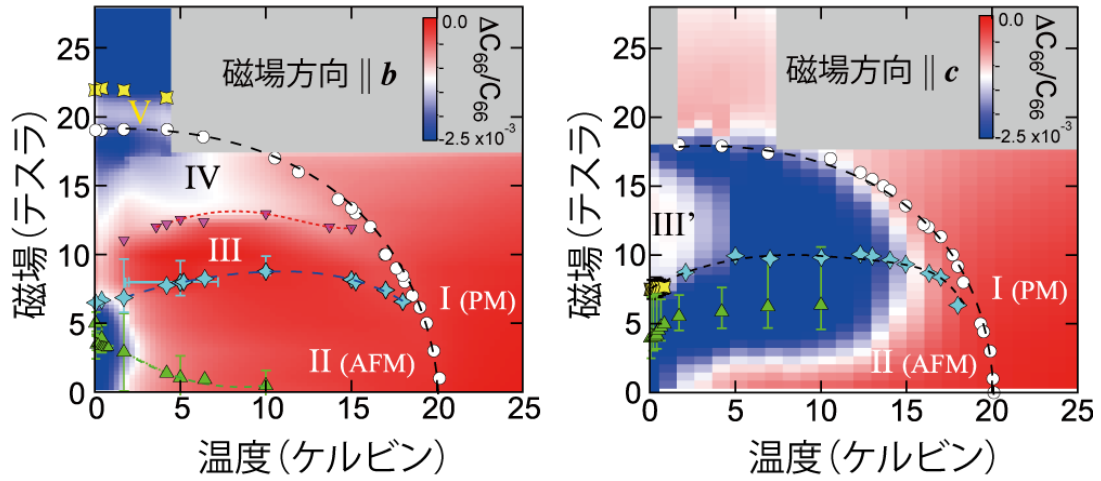 磁場(テスラ)
25
20
15
10
5
0
磁場方向 || b
0.0
-2.5 x10⁻³
ΔC₆₆/C₆₆
V
IV
III
I (PM)
II (AFM)
0 5 10 15 20 25
温度(ケルビン)
磁場(テスラ)
25
20
15
10
5
0
磁場方向 || c
0.0
-2.5 x10⁻³
ΔC₆₆/C₆₆
III’
I (PM)
II (AFM)
0 5 10 15 20 25
温度(ケルビン)